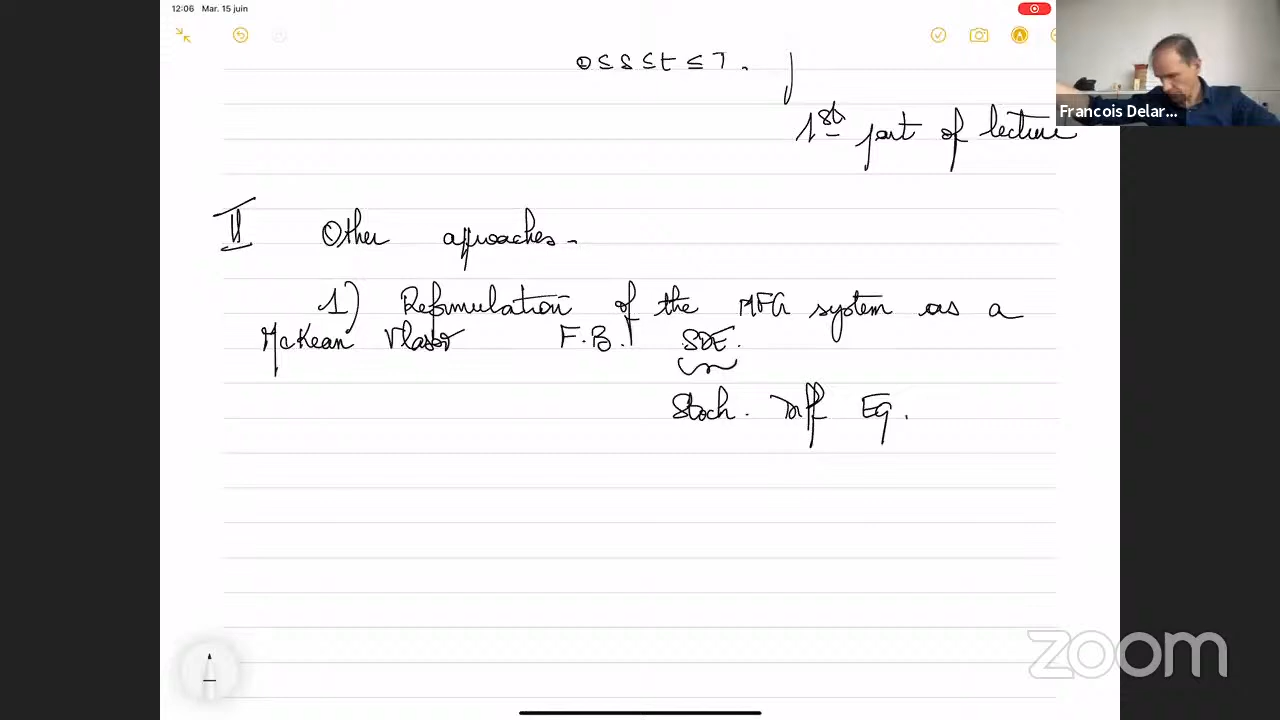 12:06 Mar. 15 juin
0 ≤ s ≤ t ≤ T.
Francois Delar...
1st part of lecture
II Other approaches.
1) Reformulation of the MFG system as a
McKean Vlasov F.B. SDE.
Stoch. Diff Eq.
zoom